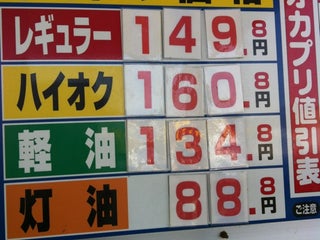 レギュラー 149.8円
ハイオク 160.8円
軽油 134.8円
灯油 88.8円
オカプリ値引表
ご注意